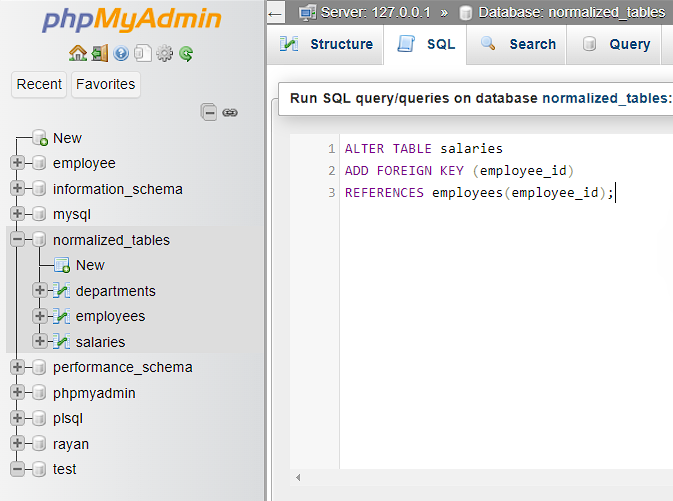 phpMyAdmin
Recent Favorites
New
employee
information_schema
mysql
normalized_tables
New
departments
employees
salaries
performance_schema
phpmyadmin
plsql
rayan
test
Server: 127.0.0.1 » Database: normalized_tables
Structure SQL Search Query
Run SQL query/queries on database normalized_tables:
1 ALTER TABLE salaries
2 ADD FOREIGN KEY (employee_id)
3 REFERENCES employees(employee_id);